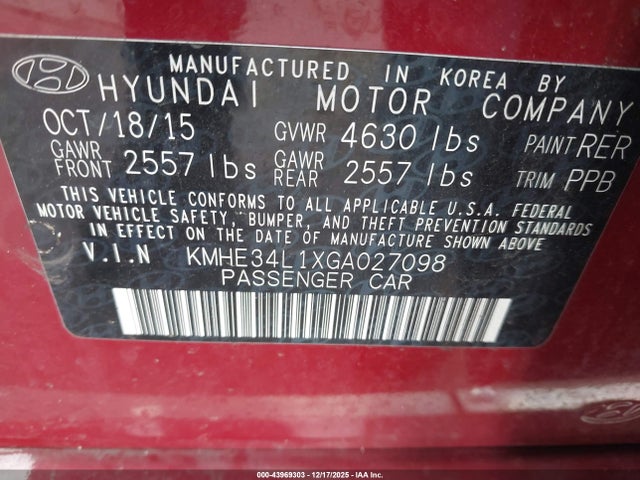 MANUFACTURED IN KOREA BY
HYUNDAI MOTOR COMPANY
OCT/18/15 GVWR 4630 lbs PAINT RER
GAWR FRONT 2557 lbs GAWR REAR 2557 lbs TRIM PPB
THIS VEHICLE CONFORMS TO ALL APPLICABLE U.S.A. FEDERAL
MOTOR VEHICLE SAFETY, BUMPER, AND THEFT PREVENTION STANDARDS
IN EFFECT ON THE DATE OF MANUFACTURE SHOWN ABOVE
V.I.N KMHE34L1XGA027098
PASSENGER CAR
000-43969303 - 12/17/2025 - IAA Inc.